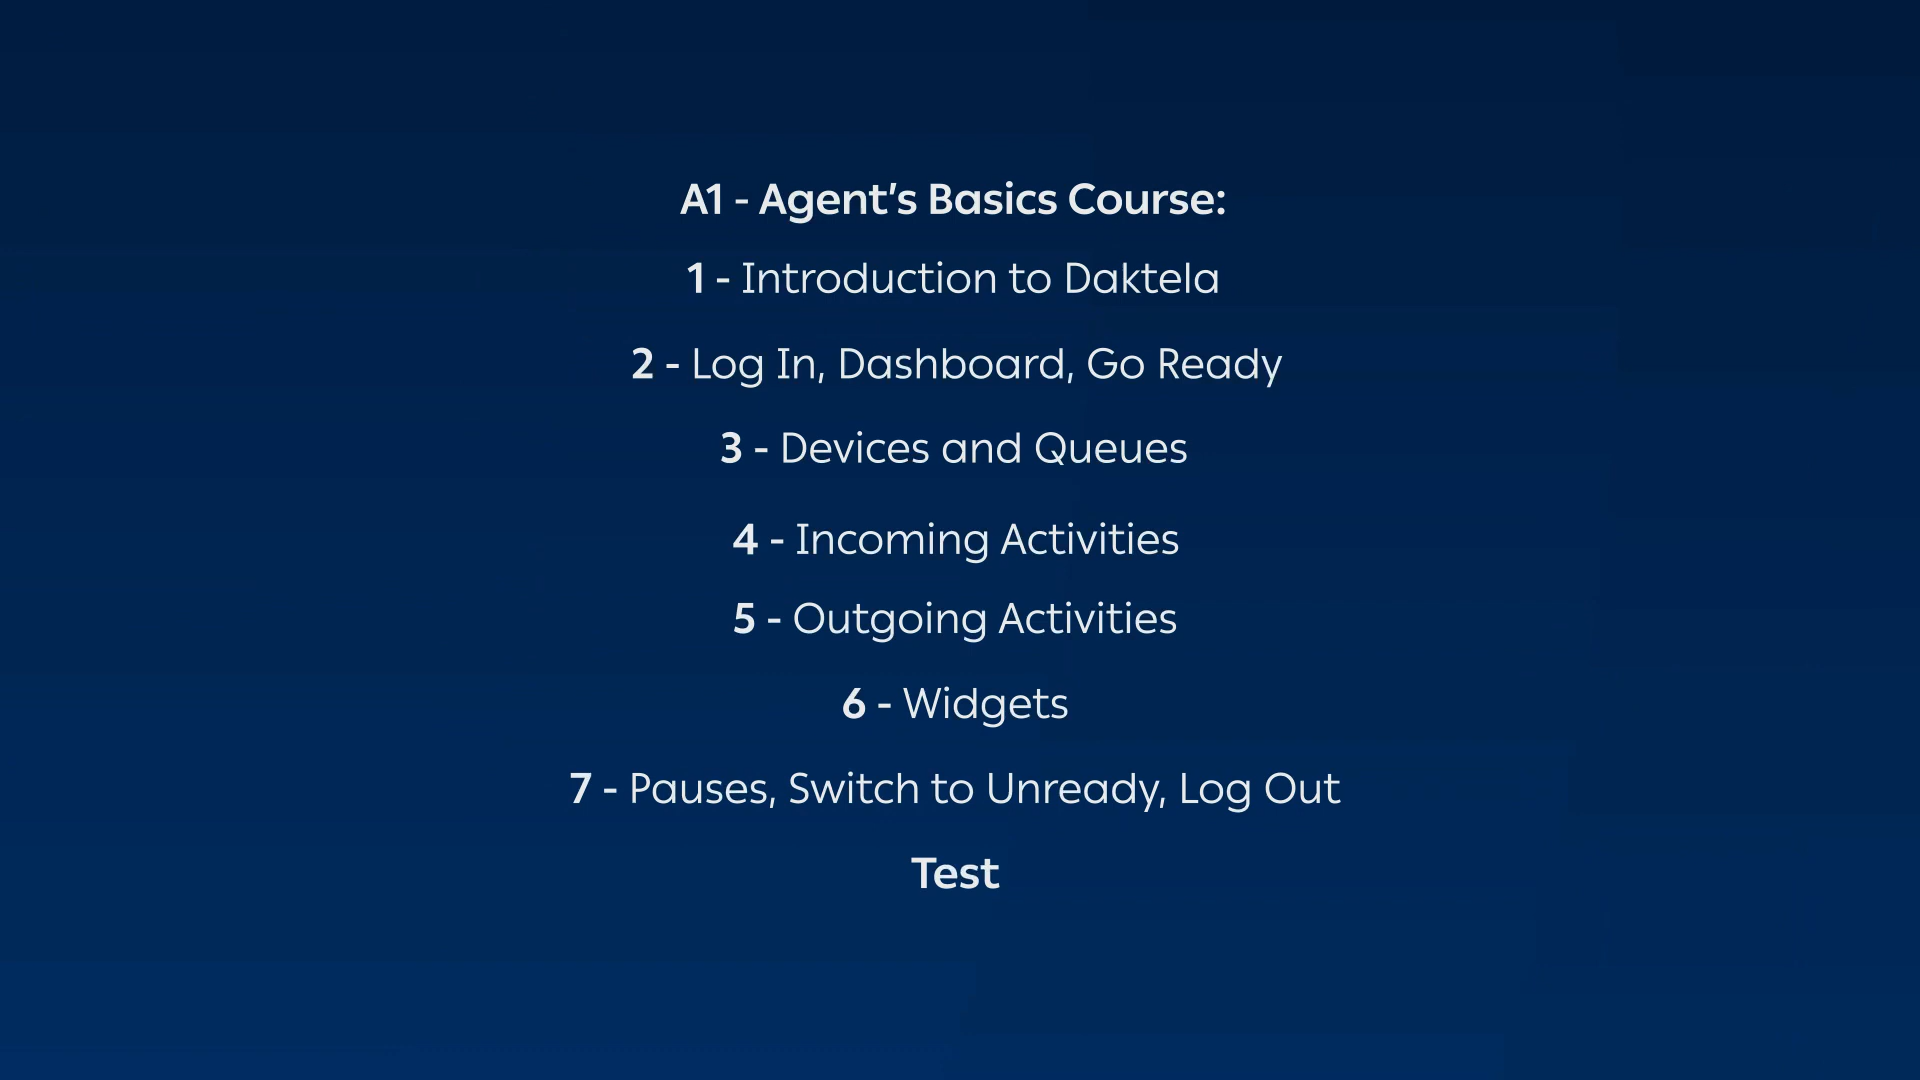 A1 - Agent’s Basics Course:
1 - Introduction to Daktela
2 - Log In, Dashboard, Go Ready
3 - Devices and Queues
4 - Incoming Activities
5 - Outgoing Activities
6 - Widgets
7 - Pauses, Switch to Unready, Log Out
Test